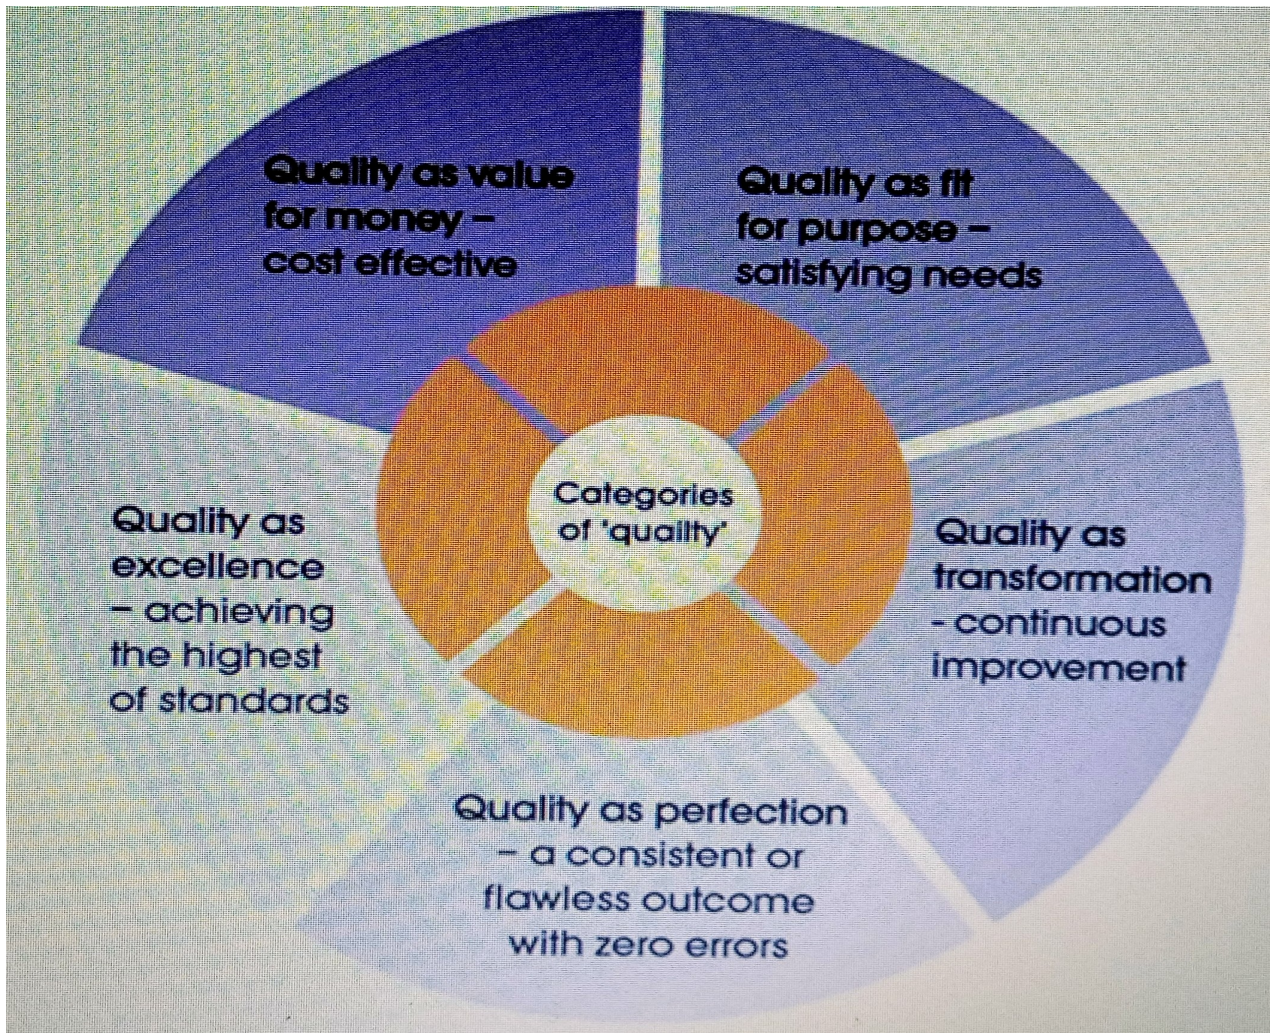 Categories
of 'quailty'
Quality as value
for money –
cost effective
Quality as fit
for purpose –
satisfying needs
Quality as
transformation
- continuous
improvement
Quality as perfection
– a consistent or
flawless outcome
with zero errors
Quality as
excellence
– achieving
the highest
of standards